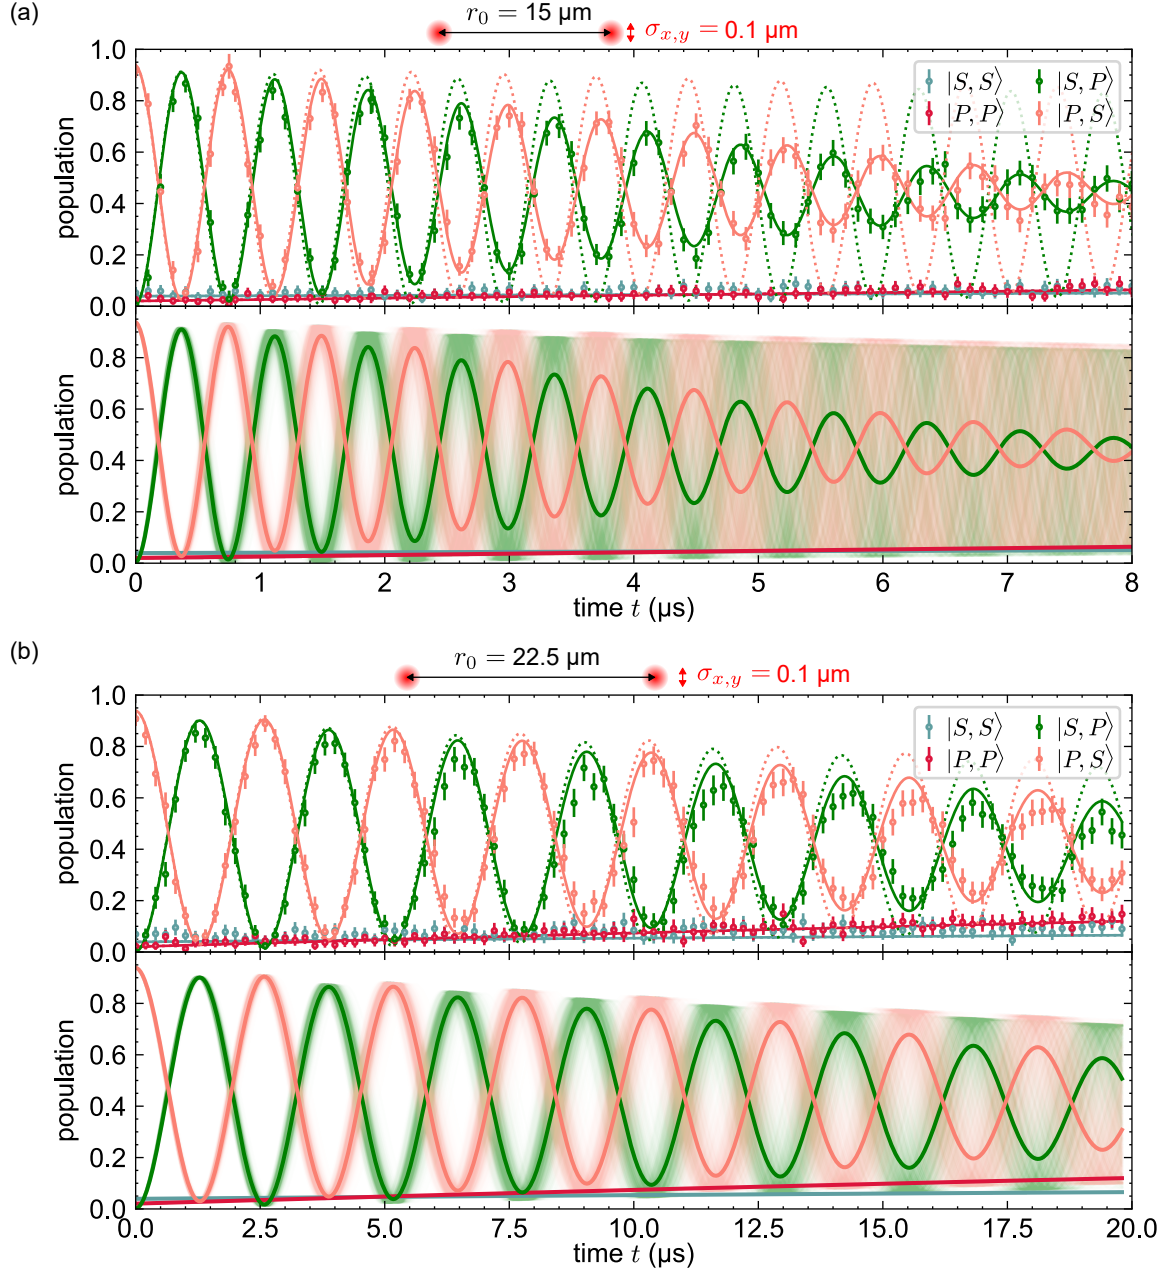 (a)
r₀ = 15 µm
σₓ,ᵧ = 0.1 µm
1.0
0.8
0.6
0.4
0.2
0.0
population
|S, S⟩ |S, P⟩
|P, P⟩ |P, S⟩
0.8
0.6
0.4
0.2
0.0
population
0 1 2 3 4 5 6 7 8
time t (µs)
(b)
r₀ = 22.5 µm
σₓ,ᵧ = 0.1 µm
1.0
0.8
0.6
0.4
0.2
0.0
population
|S, S⟩ |S, P⟩
|P, P⟩ |P, S⟩
0.8
0.6
0.4
0.2
0.0
population
0.0 2.5 5.0 7.5 10.0 12.5 15.0 17.5 20.0
time t (µs)